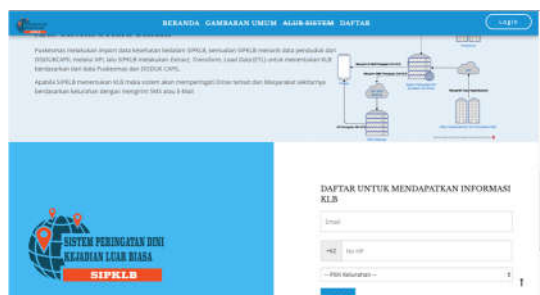 BERANDA GAMBARAN UMUM ALUR SISTEM DAFTAR
Login
Puskesmas melakukan import data kesehatan kedalam SIPKLB, kemudian SIPKLB menarik data penduduk dari
DISDUKCAPIL melalui API, lalu SIPKLB melakukan Extract, Transform, Load Data (ETL) untuk menentukan KLB
berdasarkan dari data Puskesmas dan DISDUK CAPIL.
Apabila SIPKLB menemukan KLB maka sistem akan memperingati Dinas terkait dan Masyarakat sekitarnya
berdasarkan kelurahan dengan mengirim SMS atau E-Mail.
DAFTAR UNTUK MENDAPATKAN INFORMASI
KLB
Email
+62 No HP
-- Pilih Kelurahan --
SISTEM PERINGATAN DINI
KEJADIAN LUAR BIASA
SIPKLB